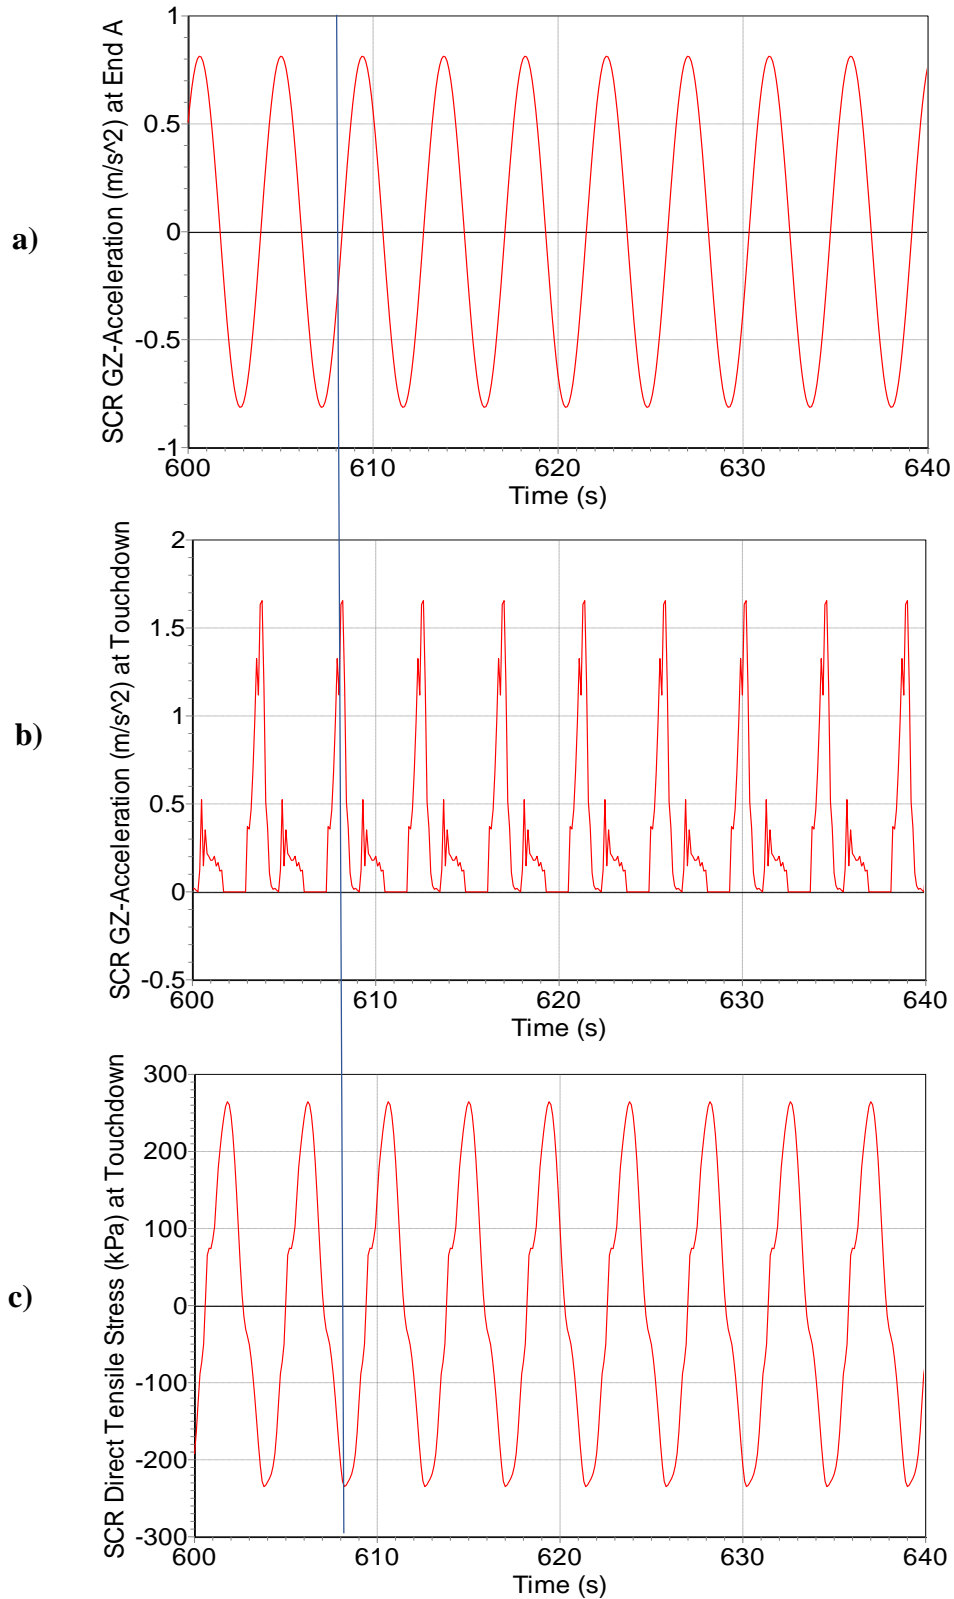 a)
SCR GZ-Acceleration (m/s^2) at End A
1
0.5
0
-0.5
-1
600 610 620 630 640
Time (s)
b)
SCR GZ-Acceleration (m/s^2) at Touchdown
2
1.5
1
0.5
0
-0.5
600 610 620 630 640
Time (s)
c)
SCR Direct Tensile Stress (kPa) at Touchdown
300
200
100
0
-100
-200
-300
600 610 620 630 640
Time (s)